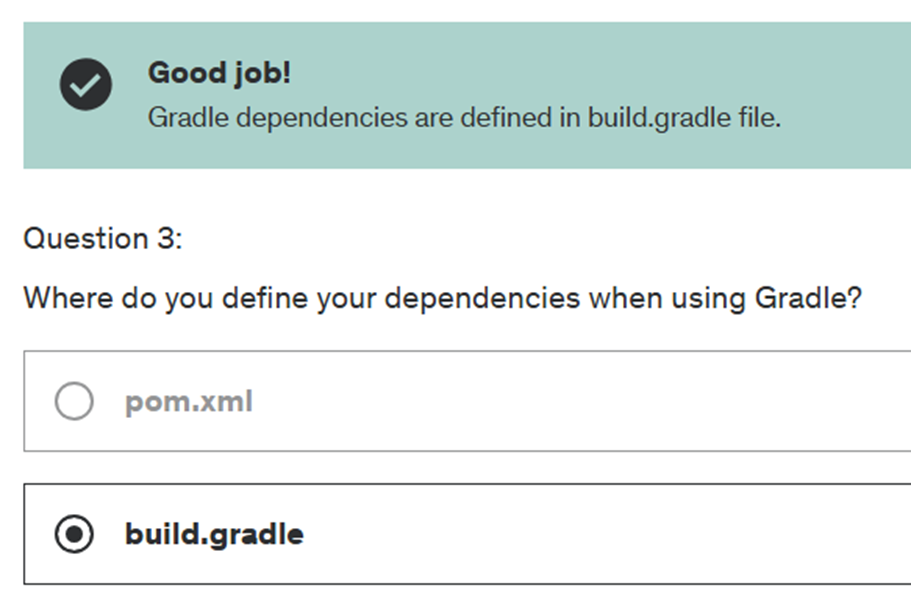 Good job!
Gradle dependencies are defined in build.gradle file.
Question 3:
Where do you define your dependencies when using Gradle?
pom.xml
build.gradle